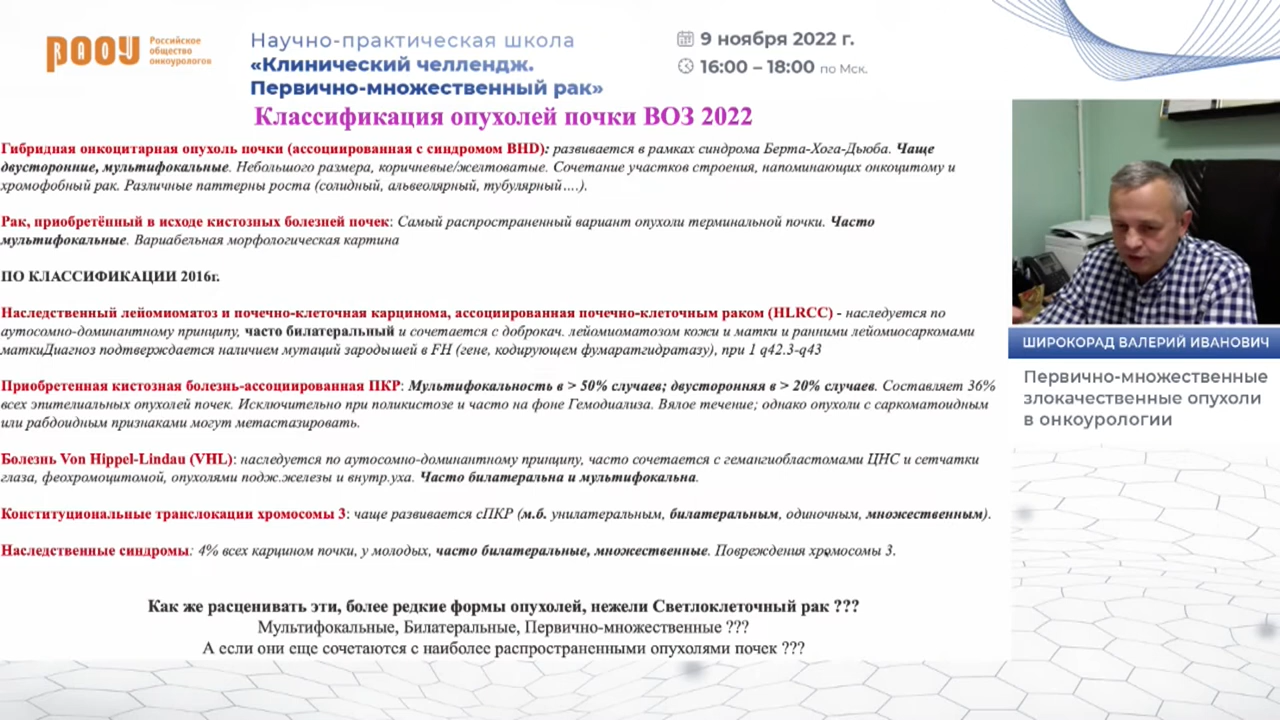 РАОУ
Российское
общество
онкоурологов
Научно-практическая школа
«Клинический челлендж.
Первично-множественный рак»
9 ноября 2022 г.
16:00 – 18:00 по Мск.
Классификация опухолей почки ВОЗ 2022
Гибридная онкоцитарная опухоль почки (ассоциированная с синдромом BHD): развивается в рамках синдрома Берта-Хога-Дьюба. Чаще
двусторонние, мультифокальные. Небольшого размера, коричневые/желтоватые. Сочетание участков строения, напоминающих онкоцитому и
хромофобный рак. Различные паттерны роста (солидный, альвеолярный, тубулярный….).
Рак, приобретённый в исходе кистозных болезней почек: Самый распространенный вариант опухоли терминальной почки. Часто
мультифокальные. Вариабельная морфологическая картина
ПО КЛАССИФИКАЦИИ 2016г.
Наследственный лейомиоматоз и почечно-клеточная карцинома, ассоциированная почечно-клеточным раком (HLRCC) - наследуется по
аутосомно-доминантному принципу, часто билатеральный и сочетается с доброкач. лейомиоматозом кожи и матки и ранними лейомиосаркомами
маткиДиагноз подтверждается наличием мутаций зародышей в FH (гене, кодирующем фумаратгидратазу), при 1 q42.3-q43
Приобретенная кистозная болезнь-ассоциированная ПКР: Мультифокальность в > 50% случаев; двусторонняя в > 20% случаев. Составляет 36%
всех эпителиальных опухолей почек. Исключительно при поликистозе и часто на фоне Гемодиализа. Вялое течение; однако опухоли с саркоматоидным
или рабдоидным признаками могут метастазировать.
Болезнь Von Hippel-Lindau (VHL): наследуется по аутосомно-доминантному принципу, часто сочетается с гемангиобластомами ЦНС и сетчатки
глаза, феохромоцитомой, опухолями подж.железы и внутр.уха. Часто билатеральна и мультифокальна.
Конституциональные транслокации хромосомы 3: чаще развивается сПКР (м.б. унилатеральным, билатеральным, одиночным, множественным).
Наследственные синдромы: 4% всех карцином почки, у молодых, часто билатеральные, множественные. Повреждения хромосомы 3.
Как же расценивать эти, более редкие формы опухолей, нежели Светлоклеточный рак ???
Мультифокальные, Билатеральные, Первично-множественные ???
А если они еще сочетаются с наиболее распространенными опухолями почек ???
ШИРОКОРАД ВАЛЕРИЙ ИВАНОВИЧ
Первично-множественные
злокачественные опухоли
в онкоурологии